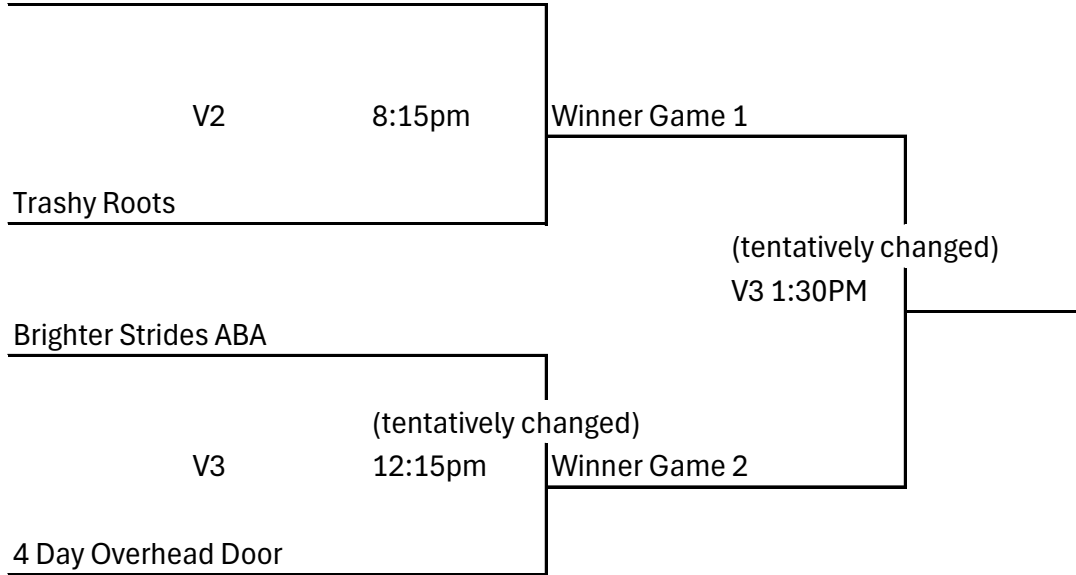 V2 8:15pm Winner Game 1
Trashy Roots
(tentatively changed)
V3 1:30PM
Brighter Strides ABA
(tentatively changed)
V3 12:15pm Winner Game 2
4 Day Overhead Door